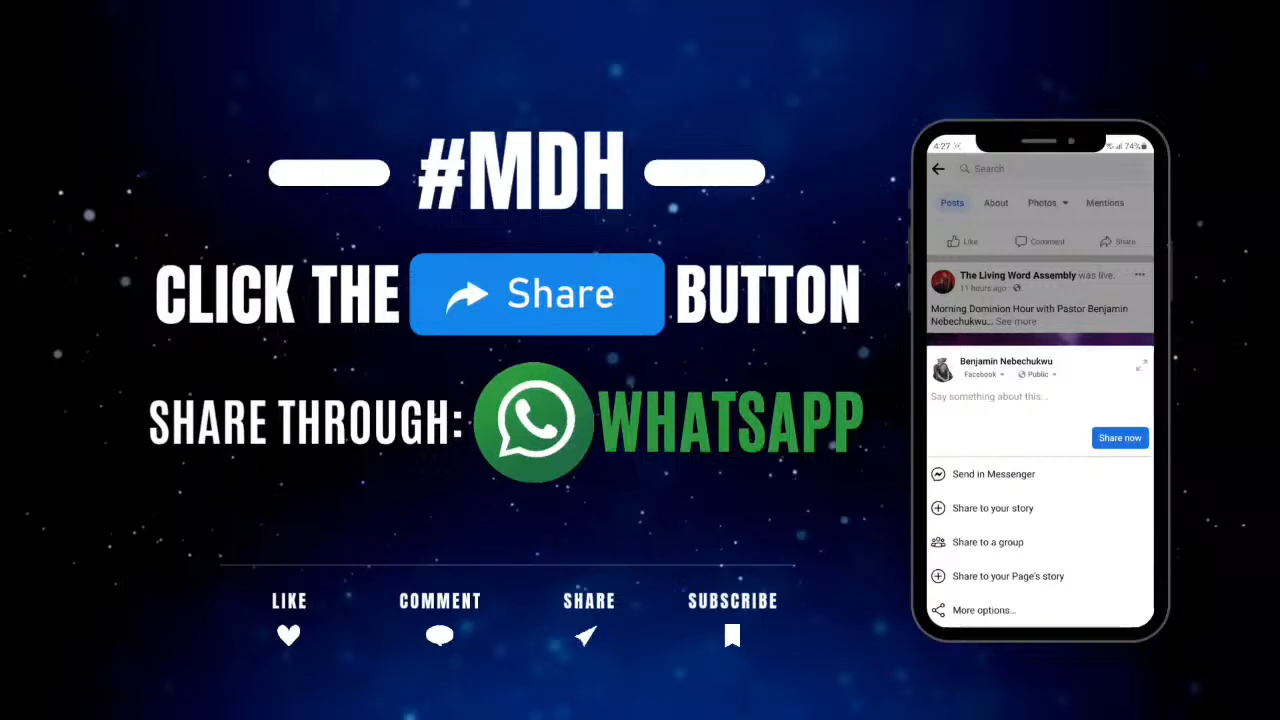 #MDH
CLICK THE Share BUTTON
SHARE THROUGH: WHATSAPP
LIKE COMMENT SHARE SUBSCRIBE
4:27 74%
Search
Posts About Photos Mentions
Like Comment Share
The Living Word Assembly was live.
11 hours ago
Morning Dominion Hour with Pastor Benjamin
Nebechukwu... See more
Benjamin Nebechukwu
Facebook Public
Say something about this...
Share now
Send in Messenger
Share to your story
Share to a group
Share to your Page's story
More options...